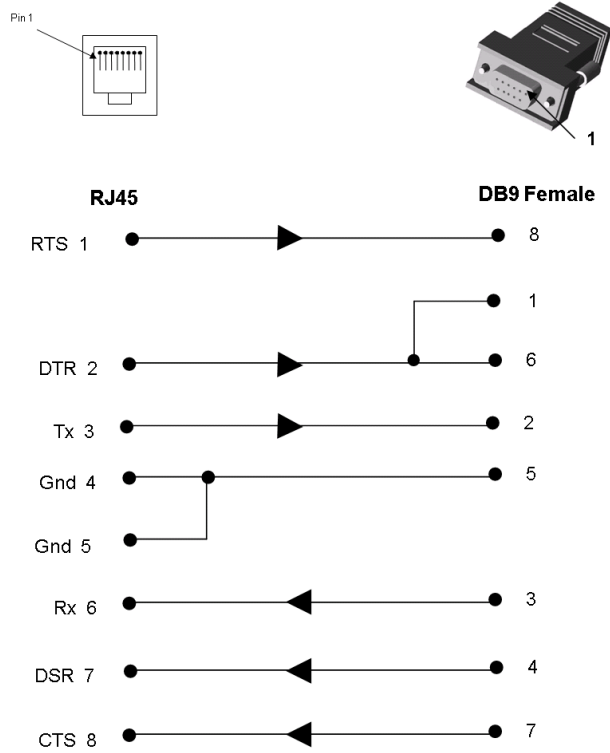 Pin 1
1
RJ45 DB9 Female
RTS 1 8
1
DTR 2 6
Tx 3 2
Gnd 4 5
Gnd 5
Rx 6 3
DSR 7 4
CTS 8 7